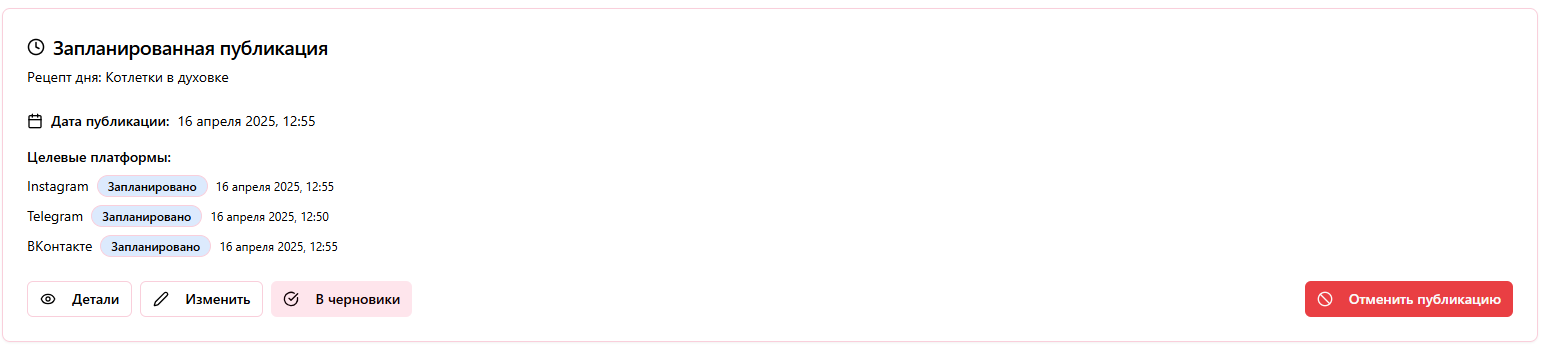 Запланированная публикация
Рецепт дня: Котлетки в духовке
Дата публикации: 16 апреля 2025, 12:55
Целевые платформы:
Instagram Запланировано 16 апреля 2025, 12:55
Telegram Запланировано 16 апреля 2025, 12:50
ВКонтакте Запланировано 16 апреля 2025, 12:55
Детали Изменить В черновики Отменить публикацию